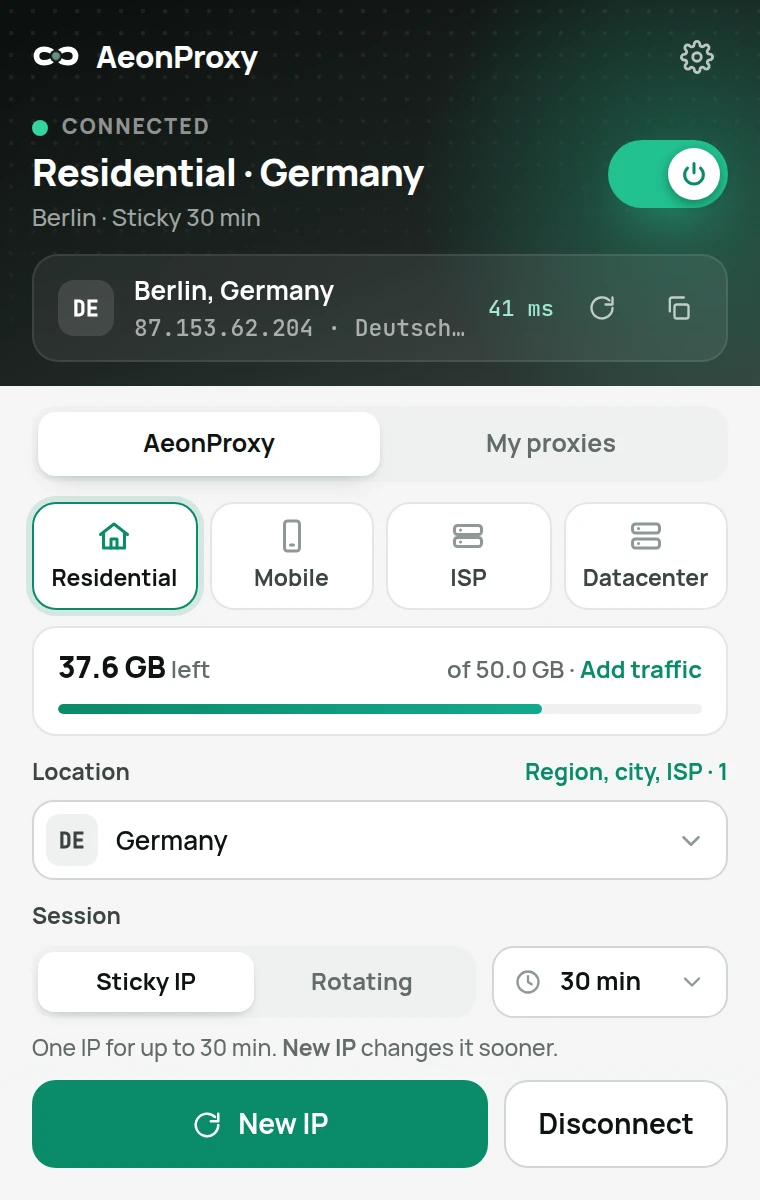 AeonProxy
CONNECTED
Residential · Germany
Berlin · Sticky 30 min
DE
Berlin, Germany
87.153.62.204 · Deutsch…
41 ms
AeonProxy
My proxies
Residential
Mobile
ISP
Datacenter
37.6 GB left
of 50.0 GB · Add traffic
Location
Region, city, ISP · 1
DE
Germany
Session
Sticky IP
Rotating
30 min
One IP for up to 30 min. New IP changes it sooner.
New IP
Disconnect